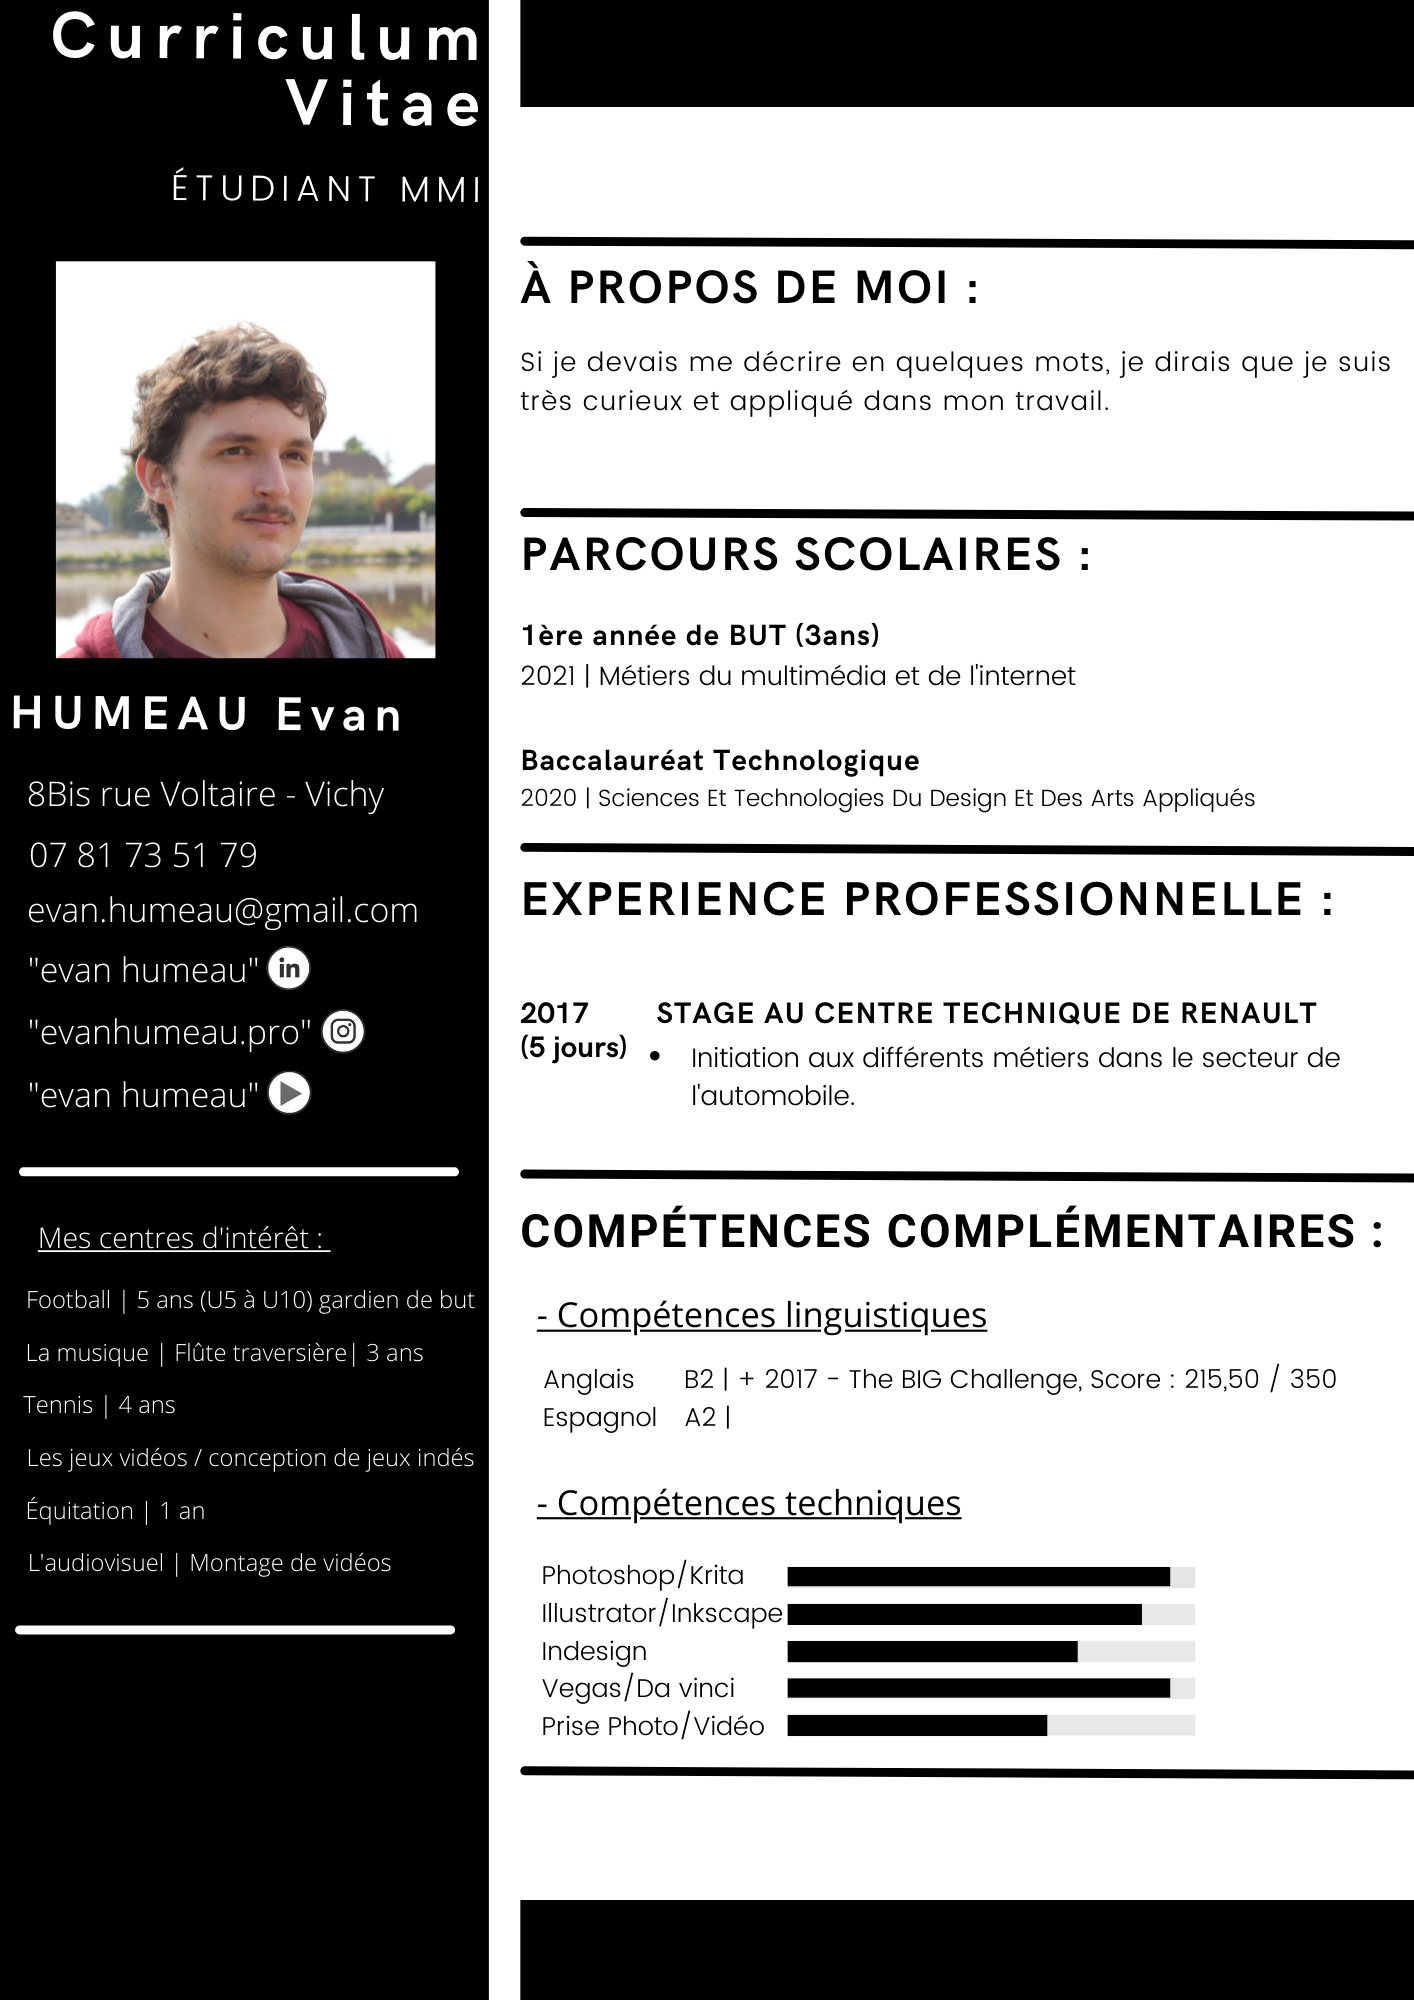 Curriculum
Vitae
ÉTUDIANT MMI
HUMEAU Evan
8Bis rue Voltaire - Vichy
07 81 73 51 79
evan.humeau@gmail.com
"evan humeau" in
"evanhumeau.pro"
"evan humeau"
Mes centres d'intérêt :
Football | 5 ans (U5 à U10) gardien de but
La musique | Flûte traversière| 3 ans
Tennis | 4 ans
Les jeux vidéos / conception de jeux indés
Équitation | 1 an
L'audiovisuel | Montage de vidéos
À PROPOS DE MOI :
Si je devais me décrire en quelques mots, je dirais que je suis
très curieux et appliqué dans mon travail.
PARCOURS SCOLAIRES :
1ère année de BUT (3ans)
2021 | Métiers du multimédia et de l'internet
Baccalauréat Technologique
2020 | Sciences Et Technologies Du Design Et Des Arts Appliqués
EXPERIENCE PROFESSIONNELLE :
2017 STAGE AU CENTRE TECHNIQUE DE RENAULT
(5 jours) • Initiation aux différents métiers dans le secteur de
l'automobile.
COMPÉTENCES COMPLÉMENTAIRES :
- Compétences linguistiques
Anglais B2 | + 2017 - The BIG Challenge, Score : 215,50 / 350
Espagnol A2 |
- Compétences techniques
Photoshop/Krita
Illustrator/Inkscape
Indesign
Vegas/Da vinci
Prise Photo/Vidéo